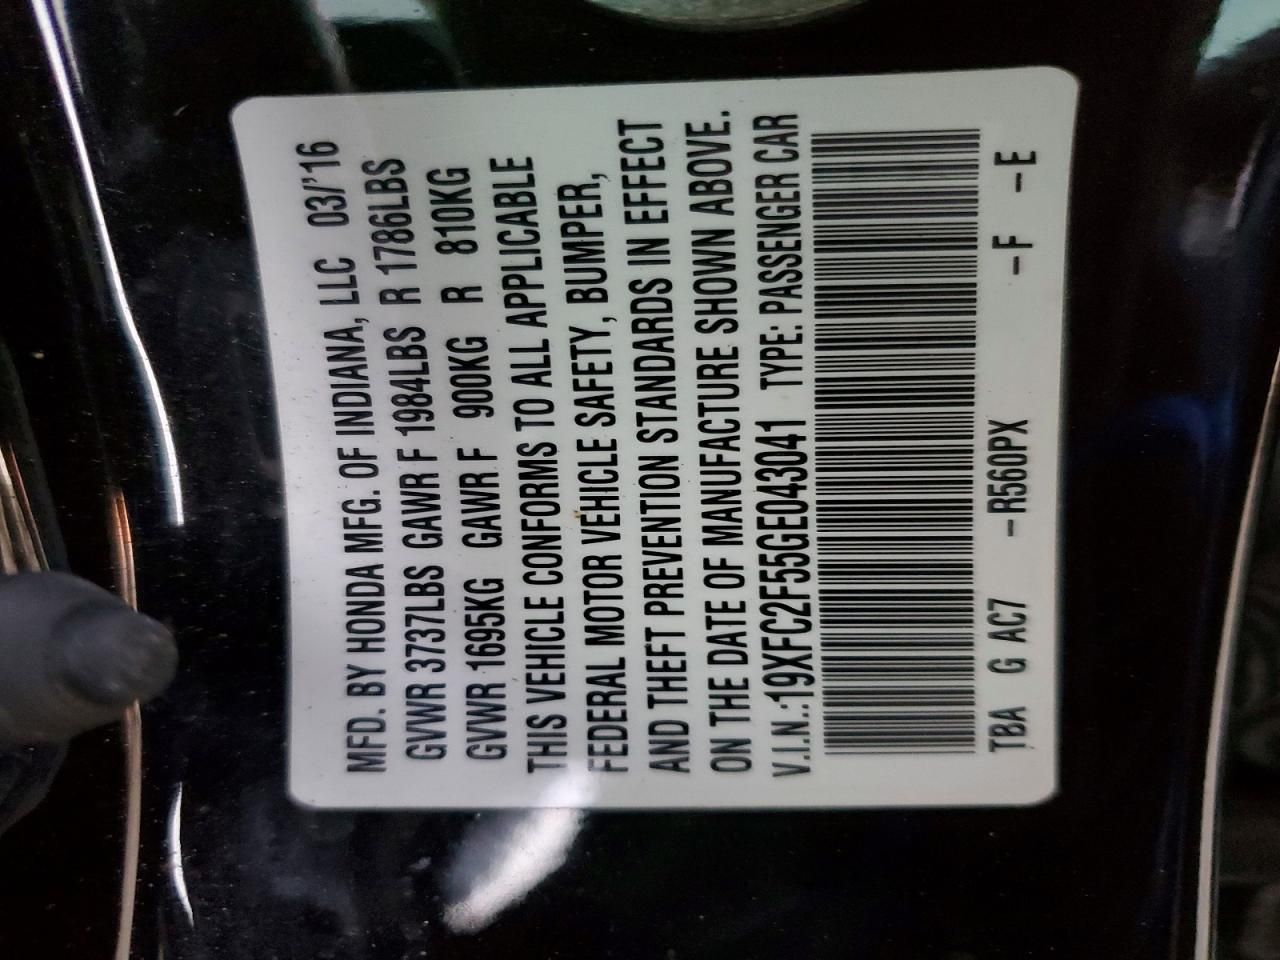 MFD. BY HONDA MFG. OF INDIANA, LLC 03/'16
GVWR 3737LBS GAWR F 1984LBS R 1786LBS
GVWR 1695KG GAWR F 900KG R 810KG
THIS VEHICLE CONFORMS TO ALL APPLICABLE
FEDERAL MOTOR VEHICLE SAFETY, BUMPER,
AND THEFT PREVENTION STANDARDS IN EFFECT
ON THE DATE OF MANUFACTURE SHOWN ABOVE.
V.I.N.:19XFC2F55GE043041 TYPE: PASSENGER CAR
TBA G AC7 -R560PX -F -E